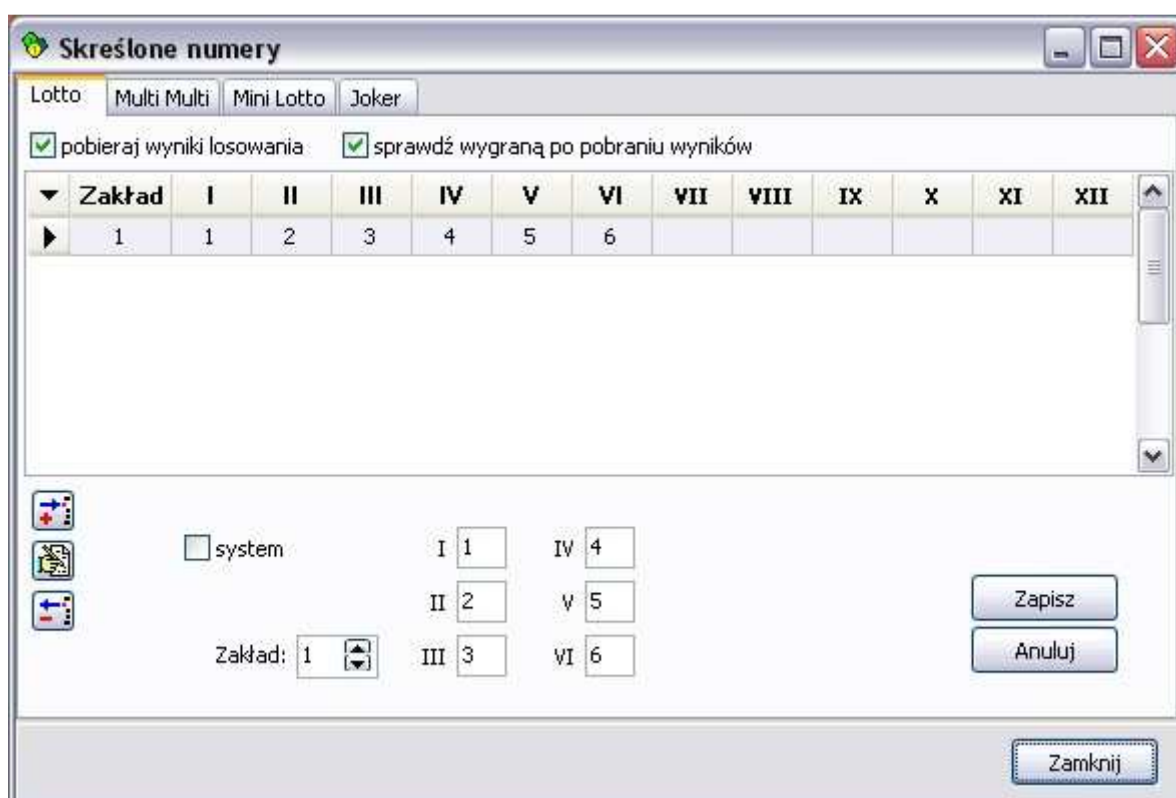 Skreślone numery
Lotto Multi Multi Mini Lotto Joker
pobieraj wyniki losowania sprawdź wygraną po pobraniu wyników
Zakład I II III IV V VI VII VIII IX X XI XII
1 1 2 3 4 5 6
system I 1 IV 4
II 2 V 5
Zapisz
Zakład: 1 III 3 VI 6
Anuluj
Zamknij